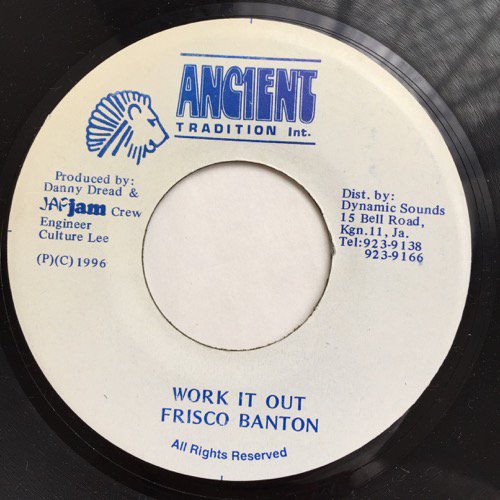 ANCIENT
TRADITION Int.
Produced by:
Danny Dread &
JAPjam Crew
Engineer
Culture Lee
(P)(C) 1996
Dist. by:
Dynamic Sounds
15 Bell Road,
Kgn.11, Ja.
Tel:923-9138
923-9166
WORK IT OUT
FRISCO BANTON
All Rights Reserved